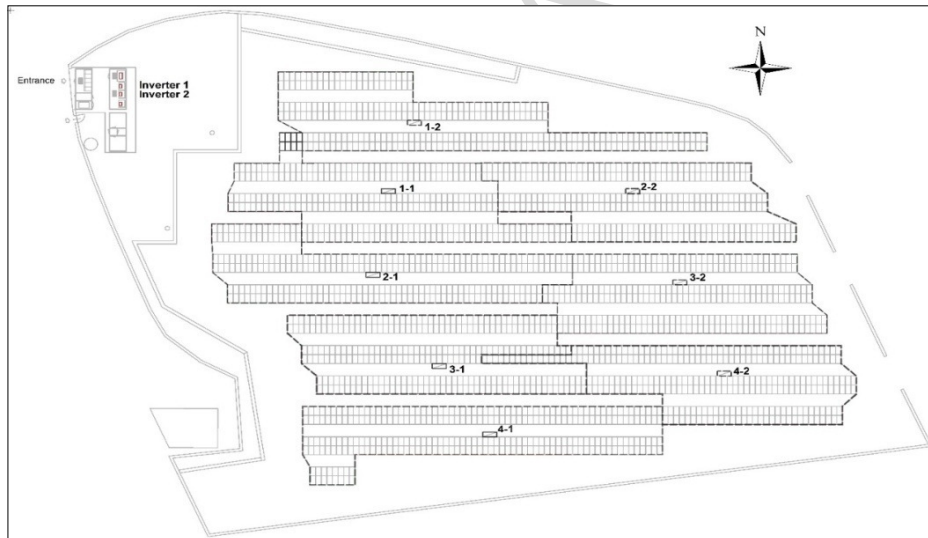 N
Entrance
Inverter 1
Inverter 2
1-2
1-1
2-2
2-1
3-2
3-1
4-2
4-1